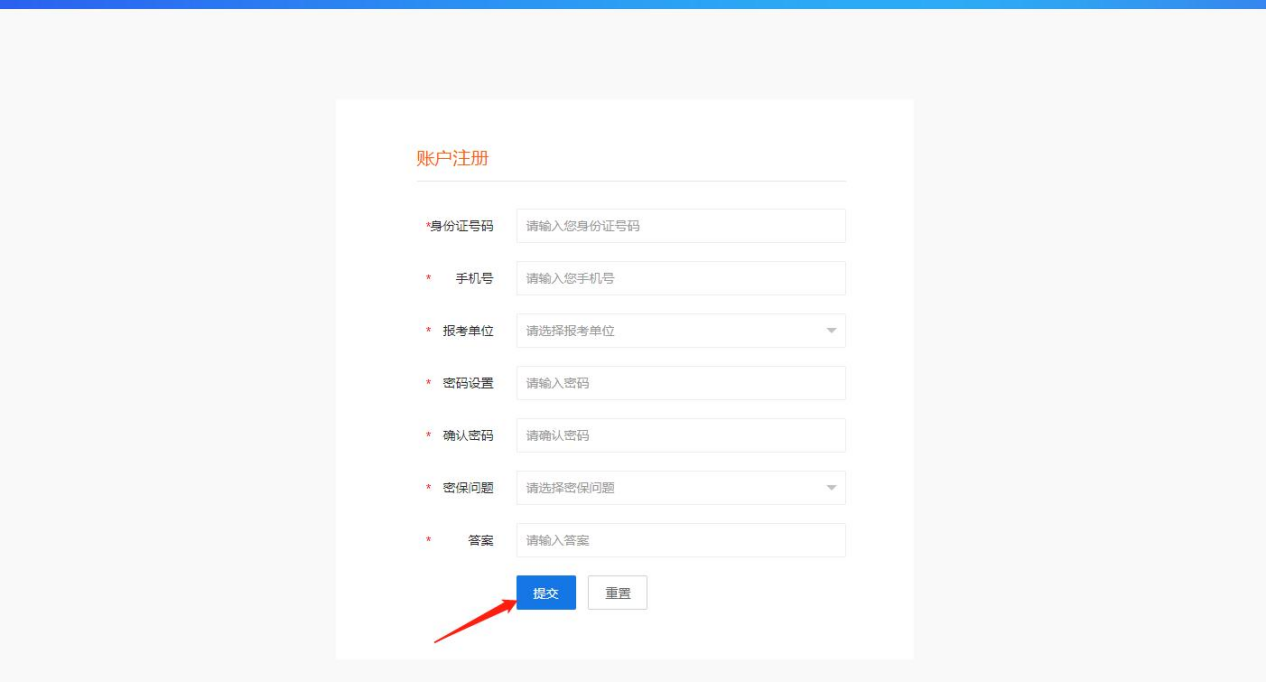 账户注册
*身份证号码 请输入您身份证号码
* 手机号 请输入您手机号
* 报考单位 请选择报考单位
* 密码设置 请输入密码
* 确认密码 请确认密码
* 密保问题 请选择密保问题
* 答案 请输入答案
提交 重置